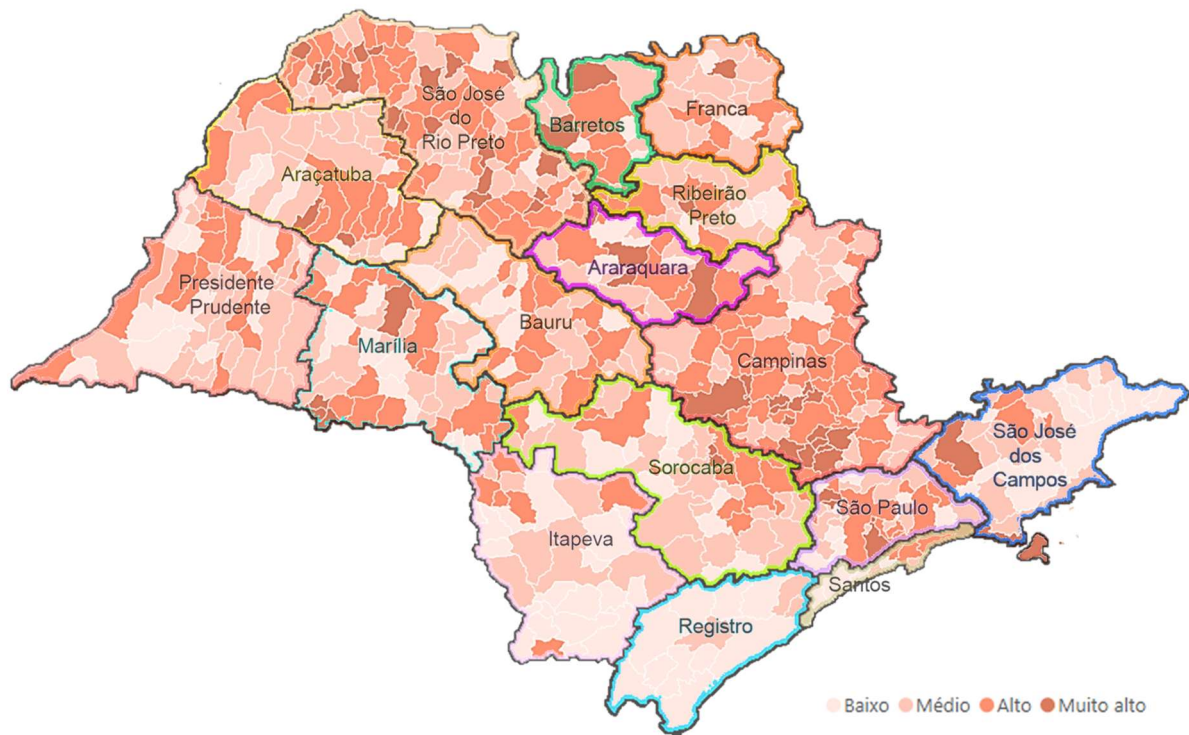 São José
do
Rio Preto
Barretos
Franca
Araçatuba
Ribeirão
Preto
Presidente
Prudente
Araraquara
Bauru
Marília
Campinas
São José
dos
Campos
Sorocaba
São Paulo
Itapeva
Santos
Registro
Baixo Médio Alto Muito alto